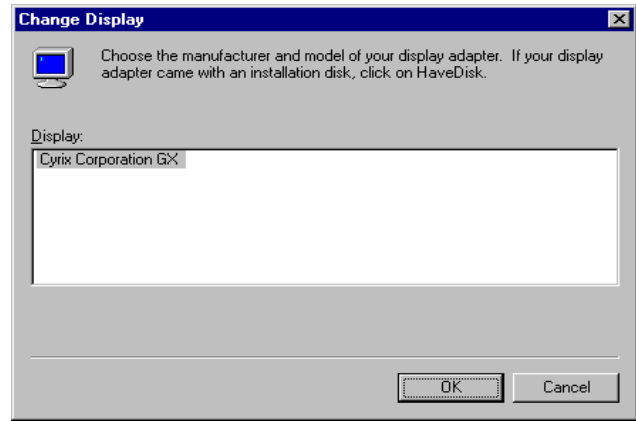 Change Display
Choose the manufacturer and model of your display adapter. If your display
adapter came with an installation disk, click on HaveDisk.
Display:
Cyrix Corporation GX
OK Cancel